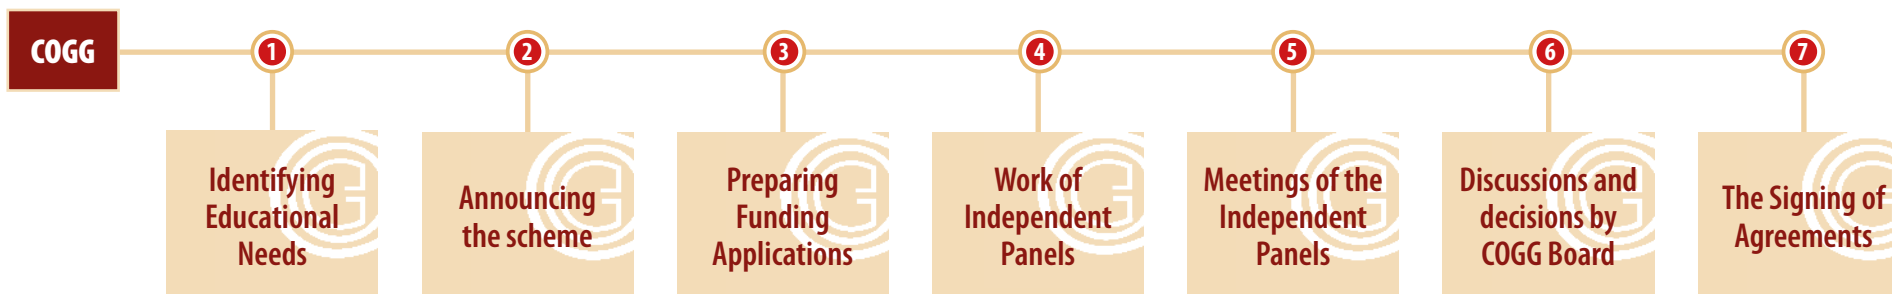 COGG
1
2
3
4
5
6
7
Identifying
Educational
Needs
Announcing
the scheme
Preparing
Funding
Applications
Work of
Independent
Panels
Meetings of the
Independent
Panels
Discussions and
decisions by
COGG Board
The Signing of
Agreements